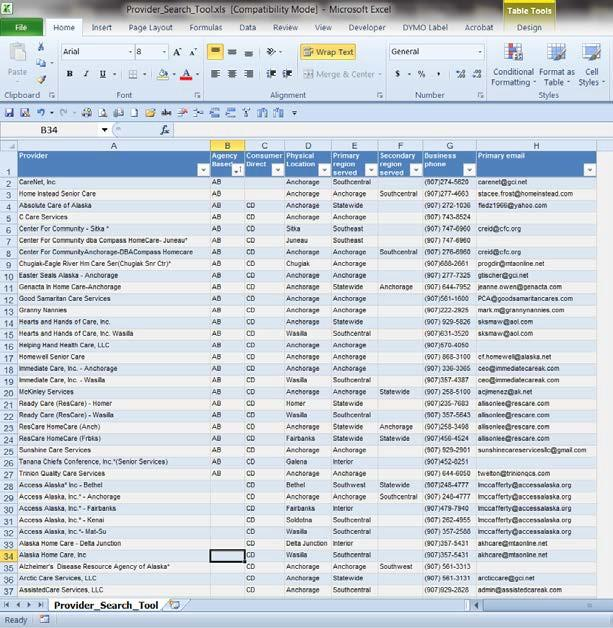 Provider_Search_Tool.xls [Compatibility Mode] - Microsoft Excel
Table Tools
File Home Insert Page Layout Formulas Data Review View Developer DYMO Label Acrobat Design
Paste
Arial 8
Wrap Text
General
B I U
Merge & Center
$ % ,
Conditional Formatting Format as Table Cell Styles
Clipboard Font Alignment Number Styles
B34 fx
A B C D E F G H
1 Provider Agency Based Consumer Direct Physical Location Primary region served Secondary region served Business phone Primary email
2 CareNet, Inc AB Anchorage Southcentral (907)274-5620 carenet@gci.net
3 Home Instead Senior Care AB Anchorage Anchorage Southcentral (907)277-4663 stacee.frost@homeinstead.com
4 Absolute Care of Alaska AB CD Anchorage Statewide (907) 272-1036 fledz1966@yahoo.com
5 C Care Services AB CD Anchorage Anchorage (907) 743-8524
6 Center For Community - Sitka * AB CD Sitka Southeast (907) 747-6960 creid@cfc.org
7 Center For Community dba Compass HomeCare- Juneau* AB CD Juneau Southeast (907) 747-6960
8 Center For CommunityAnchorage-DBACompass Homecare AB CD Anchorage Anchorage Southcentral (907) 276-6960 creid@cfc.org
9 Chugiak-Eagle River Hm Care Ser(Chugiak Snr Ctr)* AB CD Chugiak Anchorage (907)688-2661 progdir@mtaonline.net
10 Easter Seals Alaska - Anchorage AB CD Anchorage Anchorage (907) 277-7325 gtischer@gci.net
11 Genacta In Home Care-Anchorage AB CD Anchorage Statewide Anchorage (907) 644-7952 jeanne.owen@genacta.com
12 Good Samaritan Care Services AB CD Anchorage Anchorage (907)561-1600 PCA@goodsamaritancares.com
13 Granny Nannies AB CD Anchorage Anchorage (907)222-2925 mark.m@grannynannies.com
14 Hearts and Hands of Care, Inc. AB CD Anchorage Statewide (907) 929-5826 sksmaw@aol.com
15 Hearts and Hands of Care, Inc. Wasilla AB CD Wasilla Southcentral (907)631-3520 sksmaw@aol.com
16 Helping Hand Health Care, LLC AB CD Anchorage Anchorage (907)570-4050
17 Homewell Senior Care AB CD Anchorage Anchorage (907) 868-3100 cf.homewell@alaska.net
18 Immediate Care, Inc. - Anchorage AB CD Anchorage Anchorage (907) 336-3365 ceo@immediatecareak.com
19 Immediate Care, Inc. - Wasilla AB CD Wasilla Southcentral (907)357-4387 ceo@immediatecareak.com
20 McKinley Services AB CD Anchorage Anchorage Statewide (907) 258-5100 acjimenez@ak.net
21 Ready Care (ResCare) - Homer AB CD Homer Statewide (907)235-7683 allisonlee@rescare.com
22 Ready Care (ResCare) - Wasilla AB CD Wasilla Southcentral (907) 357-5643 allisonlee@rescare.com
23 ResCare HomeCare (Anch) AB CD Anchorage Statewide Anchorage (907)258-3498 allisonlee@rescare.com
24 ResCare HomeCare (Frbks) AB CD Fairbanks Statewide Statewide (907)456-4524 allisonlee@rescare.com
25 Sunshine Care Services AB CD Anchorage Anchorage (907) 929-2901 sunshinecareservicesllc@gmail.com
26 Tanana Chiefs Conference, Inc.*(Senior Services) AB CD Galena Interior (907)452-8251
27 Trinion Quality Care Services AB CD Anchorage Anchorage (907) 644-6050 twelton@trinionqcs.com
28 Access Alaska* Inc - Bethel CD Bethel Southwest Statewide (907)248-4777 lmccafferty@accessalaska.org
29 Access Alaska, Inc.* - Anchorage CD Anchorage Anchorage Southcentral (907) 248-4777 lmccafferty@accessalaska.org
30 Access Alaska, Inc.* - Fairbanks CD Fairbanks Interior (907)479-7940 lmccafferty@accessalaska.org
31 Access Alaska, Inc.* - Kenai CD Soldotna Southcentral (907) 262-4955 lmccafferty@accessalaska.org
32 Access Alaska, Inc.*- Mat-Su CD Wasilla Southcentral (907) 357-2588 lmccafferty@accessalaska.org
33 Alaska Home Care - Delta Junction CD Delta Junction Interior (907)357-5431 akhcare@mtaonline.net
34 Alaska Home Care, Inc CD Wasilla Southcentral (907)357-5431 akhcare@mtaonline.net
35 Alzheimer's Disease Resource Agency of Alaska* CD Anchorage Anchorage Southwest (907) 561-3313
36 Arctic Care Services, LLC CD Anchorage Statewide (907) 561-3131 arcticcare@gci.net
37 AssistedCare Services, LLC CD Anchorage Southcentral (907)929-2828 admin@assistedcareak.com
Provider_Search_Tool
Ready